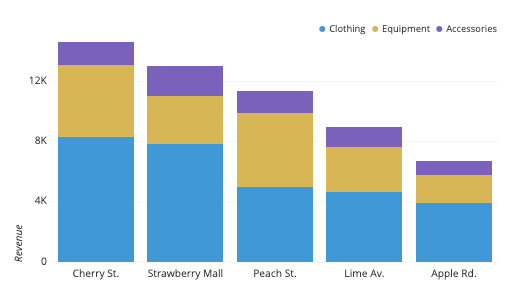 Clothing Equipment Accessories
12K
8K
4K
0
Revenue
Cherry St. Strawberry Mall Peach St. Lime Av. Apple Rd.